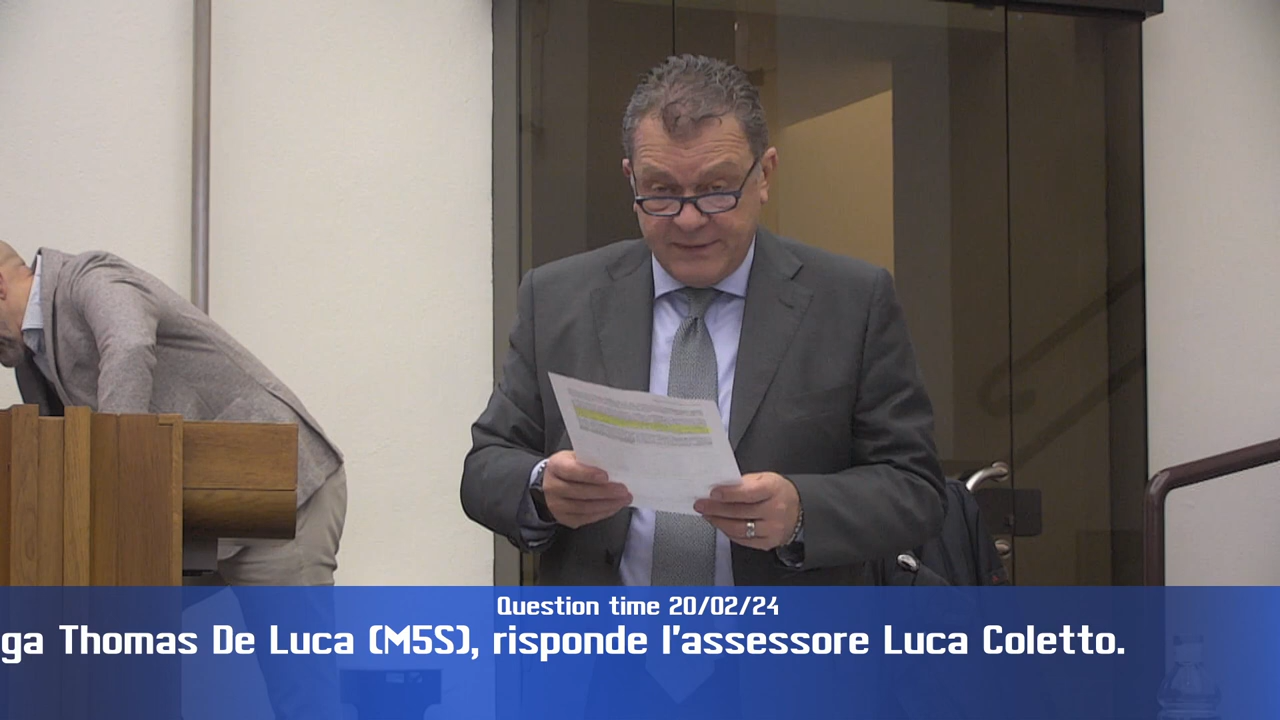 Question time 20/02/24
ga Thomas De Luca (M5S), risponde l'assessore Luca Coletto.